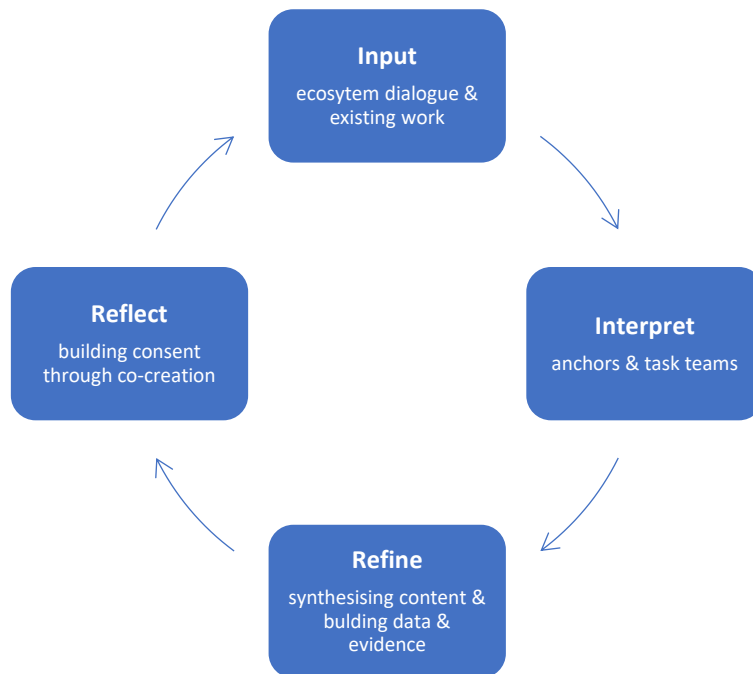 Input
ecosytem dialogue &
existing work
Interpret
anchors & task teams
Refine
synthesising content &
bulding data &
evidence
Reflect
building consent
through co-creation